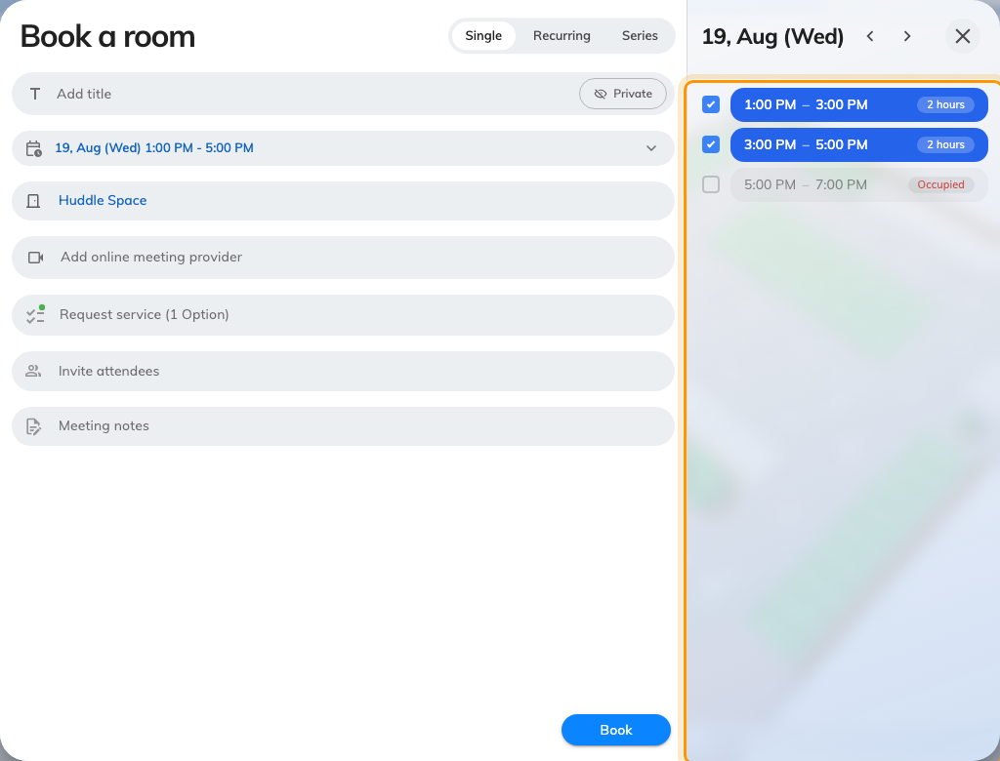 Book a room
Single
Recurring
Series
Add title
Private
19, Aug (Wed) 1:00 PM - 5:00 PM
Huddle Space
Add online meeting provider
Request service (1 Option)
Invite attendees
Meeting notes
Book
19, Aug (Wed)
1:00 PM – 3:00 PM 2 hours
3:00 PM – 5:00 PM 2 hours
5:00 PM – 7:00 PM Occupied